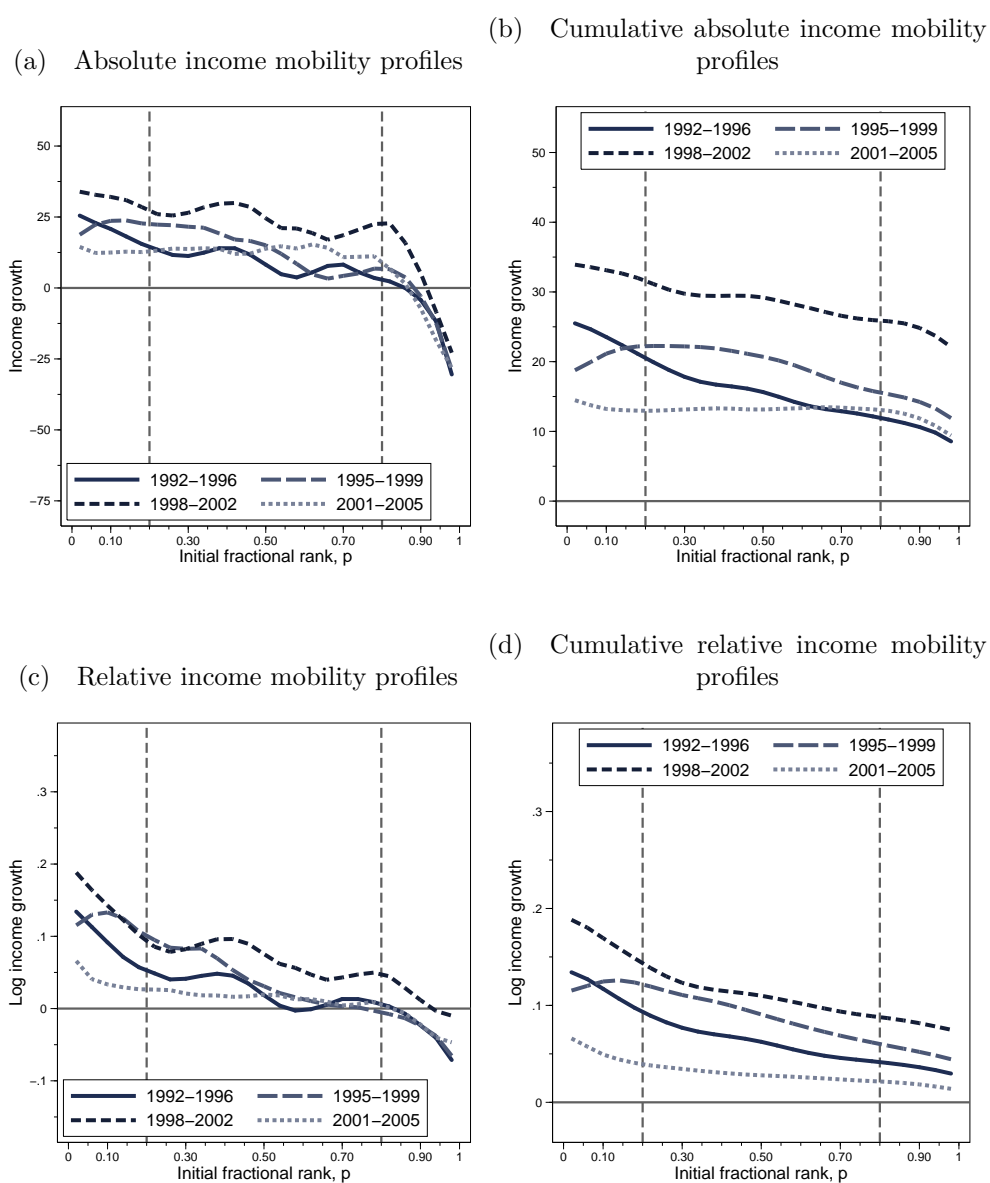 (a) Absolute income mobility profiles
Income growth
50
25
0
−25
−50
−75
1992−1996 1995−1999
1998−2002 2001−2005
0 0.10 0.30 0.50 0.70 0.90 1
Initial fractional rank, p
(b) Cumulative absolute income mobility
profiles
1992−1996 1995−1999
1998−2002 2001−2005
Income growth
50
40
30
20
10
0
0 0.10 0.30 0.50 0.70 0.90 1
Initial fractional rank, p
(c) Relative income mobility profiles
Log income growth
.3
.2
.1
0
−.1
1992−1996 1995−1999
1998−2002 2001−2005
0 0.10 0.30 0.50 0.70 0.90 1
Initial fractional rank, p
(d) Cumulative relative income mobility
profiles
1992−1996 1995−1999
1998−2002 2001−2005
Log income growth
.3
.2
.1
0
0 0.10 0.30 0.50 0.70 0.90 1
Initial fractional rank, p